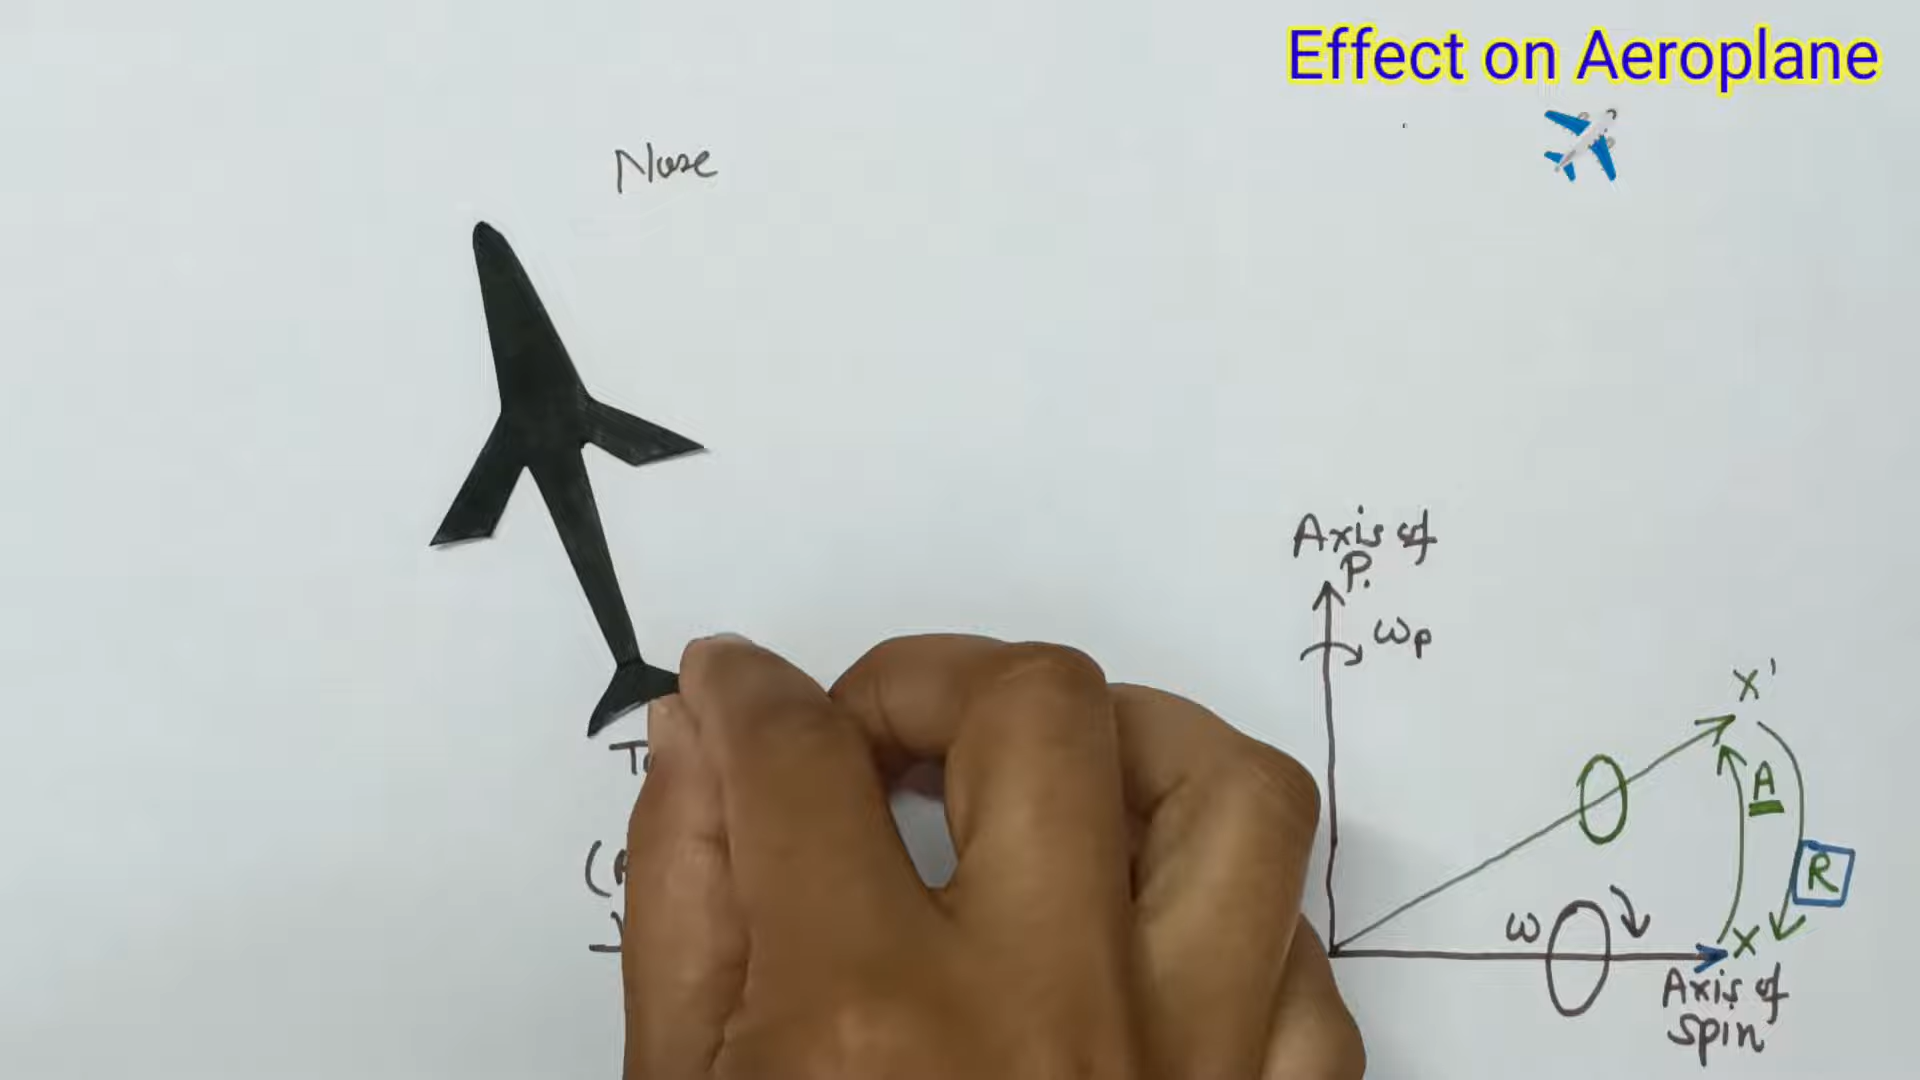 Effect on Aeroplane
Nose
Axis of
P.
ωp
X'
A
R
ω
X
Axis of
spin